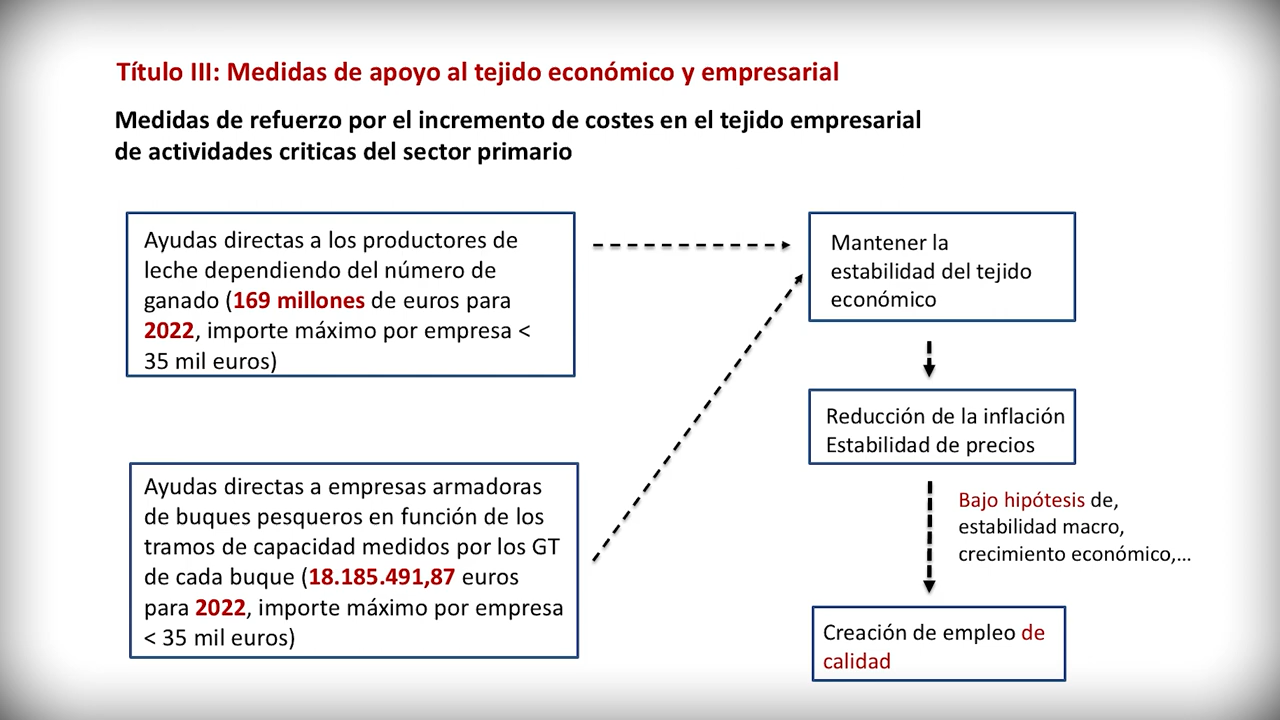 Título III: Medidas de apoyo al tejido económico y empresarial
Medidas de refuerzo por el incremento de costes en el tejido empresarial
de actividades criticas del sector primario
Ayudas directas a los productores de
leche dependiendo del número de
ganado (169 millones de euros para
2022, importe máximo por empresa <
35 mil euros)
Mantener la
estabilidad del tejido
económico
Reducción de la inflación
Estabilidad de precios
Ayudas directas a empresas armadoras
de buques pesqueros en función de los
tramos de capacidad medidos por los GT
de cada buque (18.185.491,87 euros
para 2022, importe máximo por empresa
< 35 mil euros)
Bajo hipótesis de,
estabilidad macro,
crecimiento económico,...
Creación de empleo de
calidad